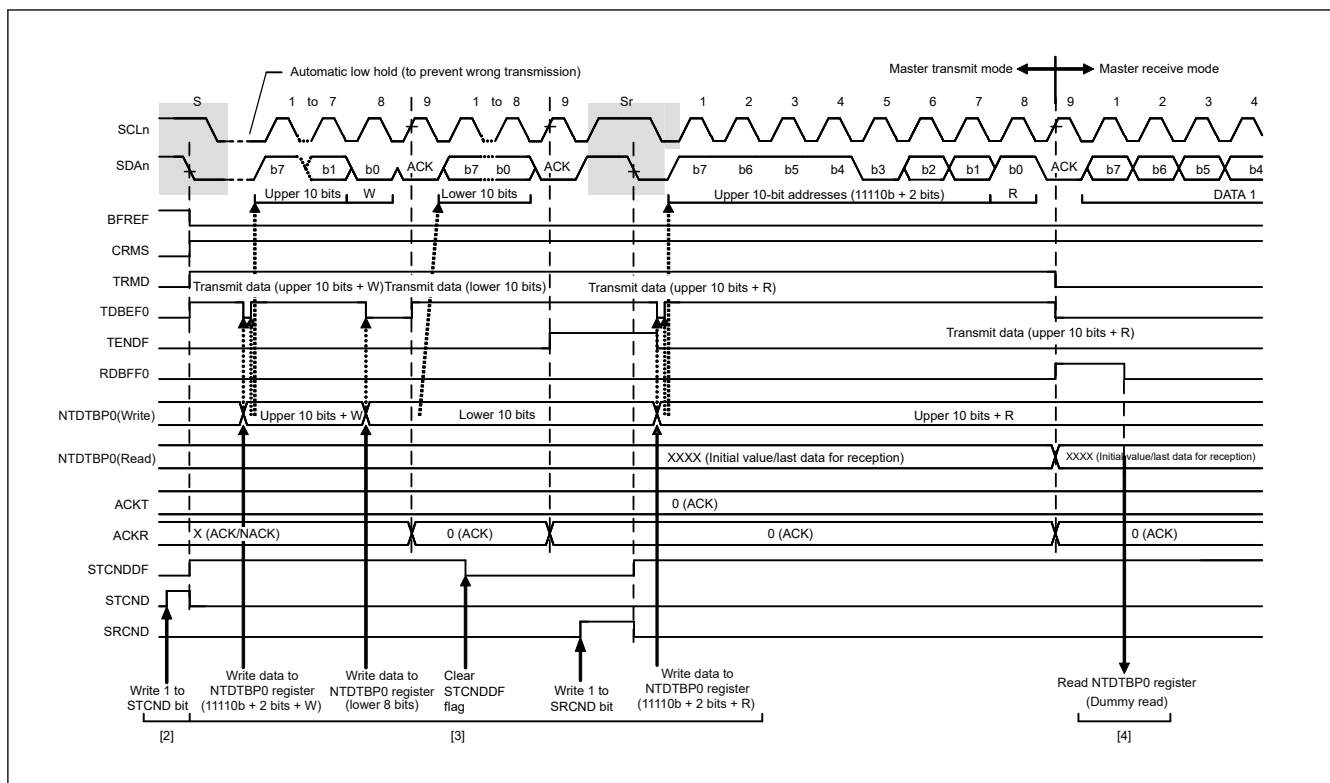 Automatic low hold (to prevent wrong transmission)
Master transmit mode
Master receive mode
S 1 to 7 8 9 1 to 8 9 Sr 1 2 3 4 5 6 7 8 9 1 2 3 4
SCLn
SDAn b7 b1 b0 ACK b7 b0 ACK b7 b6 b5 b4 b3 b2 b1 b0 ACK b7 b6 b5 b4
Upper 10 bits W Lower 10 bits Upper 10-bit addresses (11110b + 2 bits) R DATA 1
BFREF
CRMS
TRMD
Transmit data (upper 10 bits + W) Transmit data (lower 10 bits) Transmit data (upper 10 bits + R)
TDBEF0
TENDF Transmit data (upper 10 bits + R)
RDBFF0
NTDTBP0(Write) Upper 10 bits + W Lower 10 bits Upper 10 bits + R
NTDTBP0(Read) XXXX (Initial value/last data for reception) XXXX (Initial value/last data for reception)
ACKT 0 (ACK)
ACKR X (ACK/NACK) 0 (ACK) 0 (ACK) 0 (ACK)
STCNDDF
STCND
SRCND
Write 1 to
STCND bit
Write data to
NTDTBP0 register
(11110b + 2 bits + W)
Write data to
NTDTBP0 register
(lower 8 bits)
Clear
STCNDDF
flag
Write 1 to
SRCND bit
Write data to
NTDTBP0 register
(11110b + 2 bits + R)
Read NTDTBP0 register
(Dummy read)
[2] [3] [4]